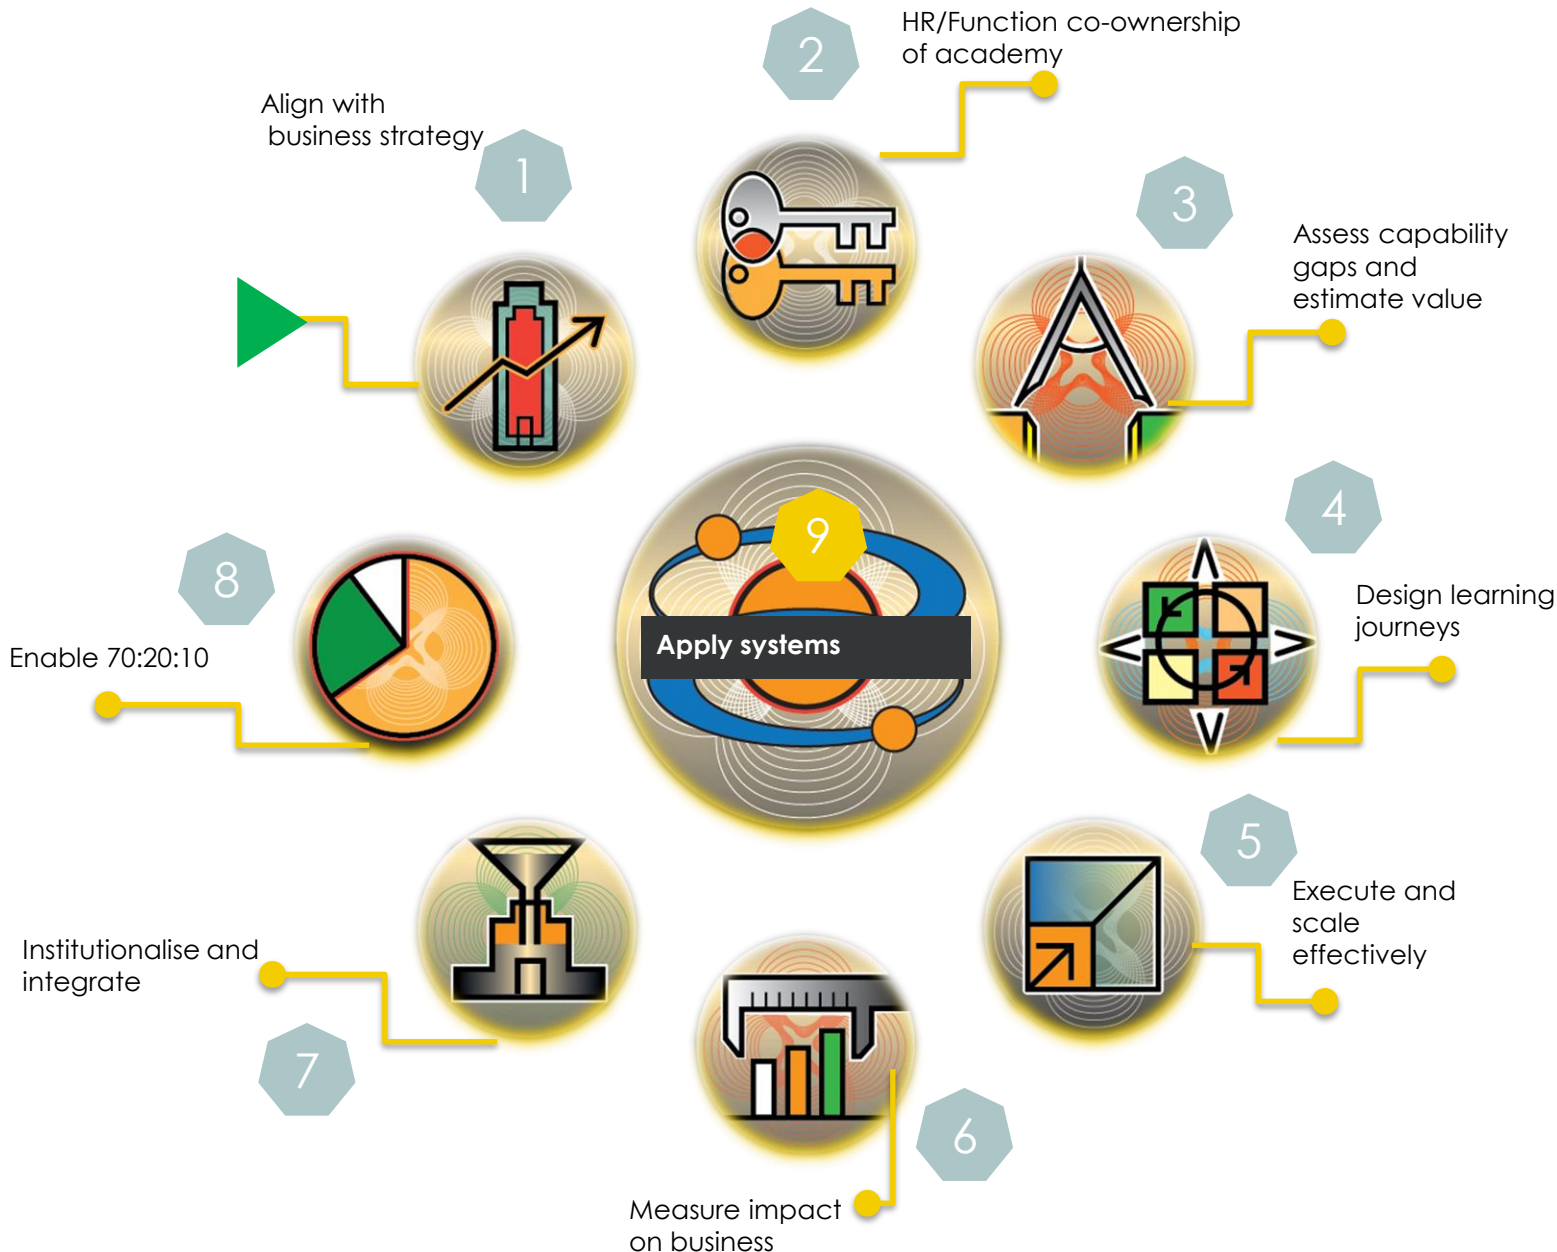 1
Align with
business strategy
2
HR/Function co-ownership
of academy
3
Assess capability
gaps and
estimate value
4
Design learning
journeys
5
Execute and
scale
effectively
6
Measure impact
on business
7
Institutionalise and
integrate
8
Enable 70:20:10
9
Apply systems